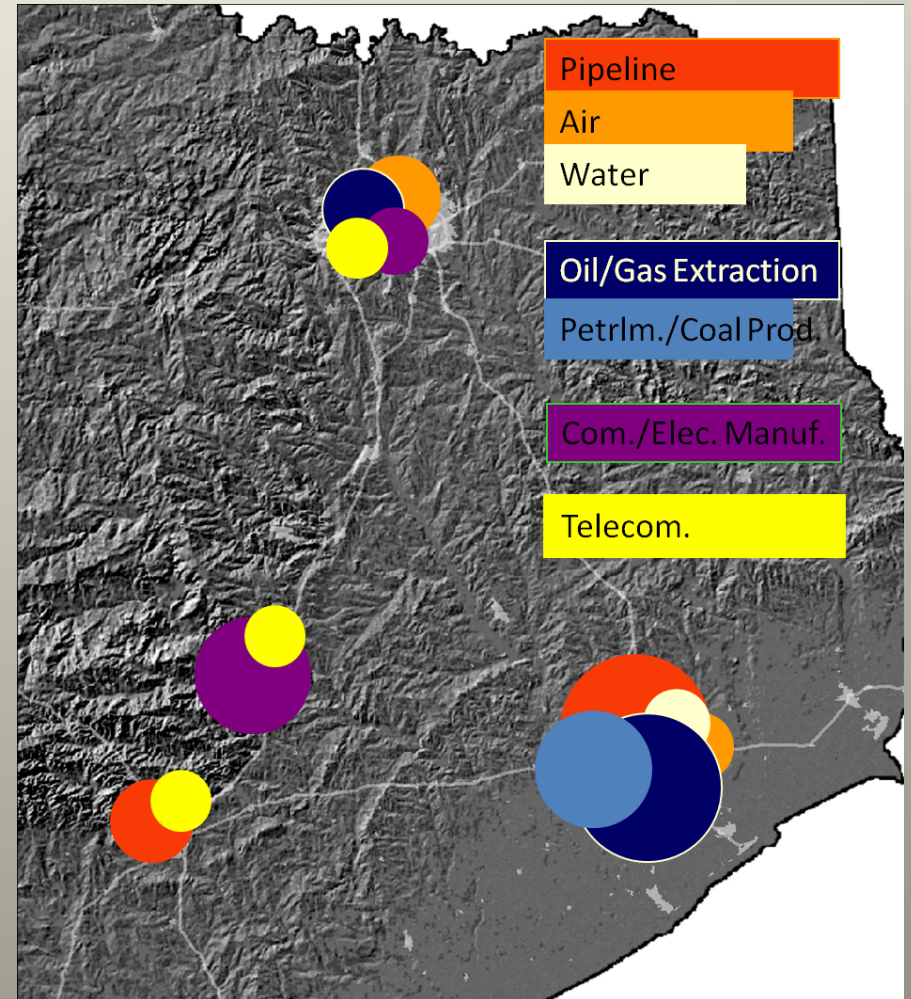 Pipeline
Air
Water
Oil/Gas Extraction
Petrlm./Coal Prod.
Com./Elec. Manuf.
Telecom.